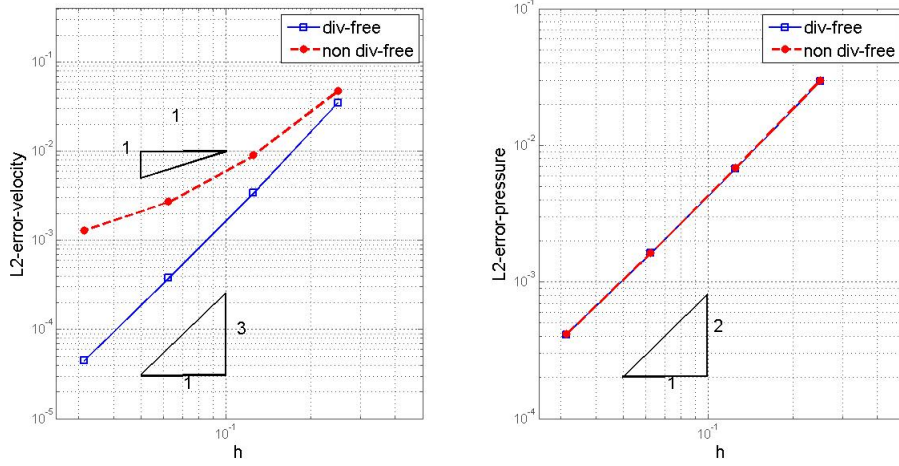 div-free
non div-free
10^-1
10^-2
10^-3
10^-4
10^-5
L2-error-velocity
1
1
3
1
10^-1
h
div-free
non div-free
10^-1
10^-2
10^-3
10^-4
L2-error-pressure
2
1
10^-1
h